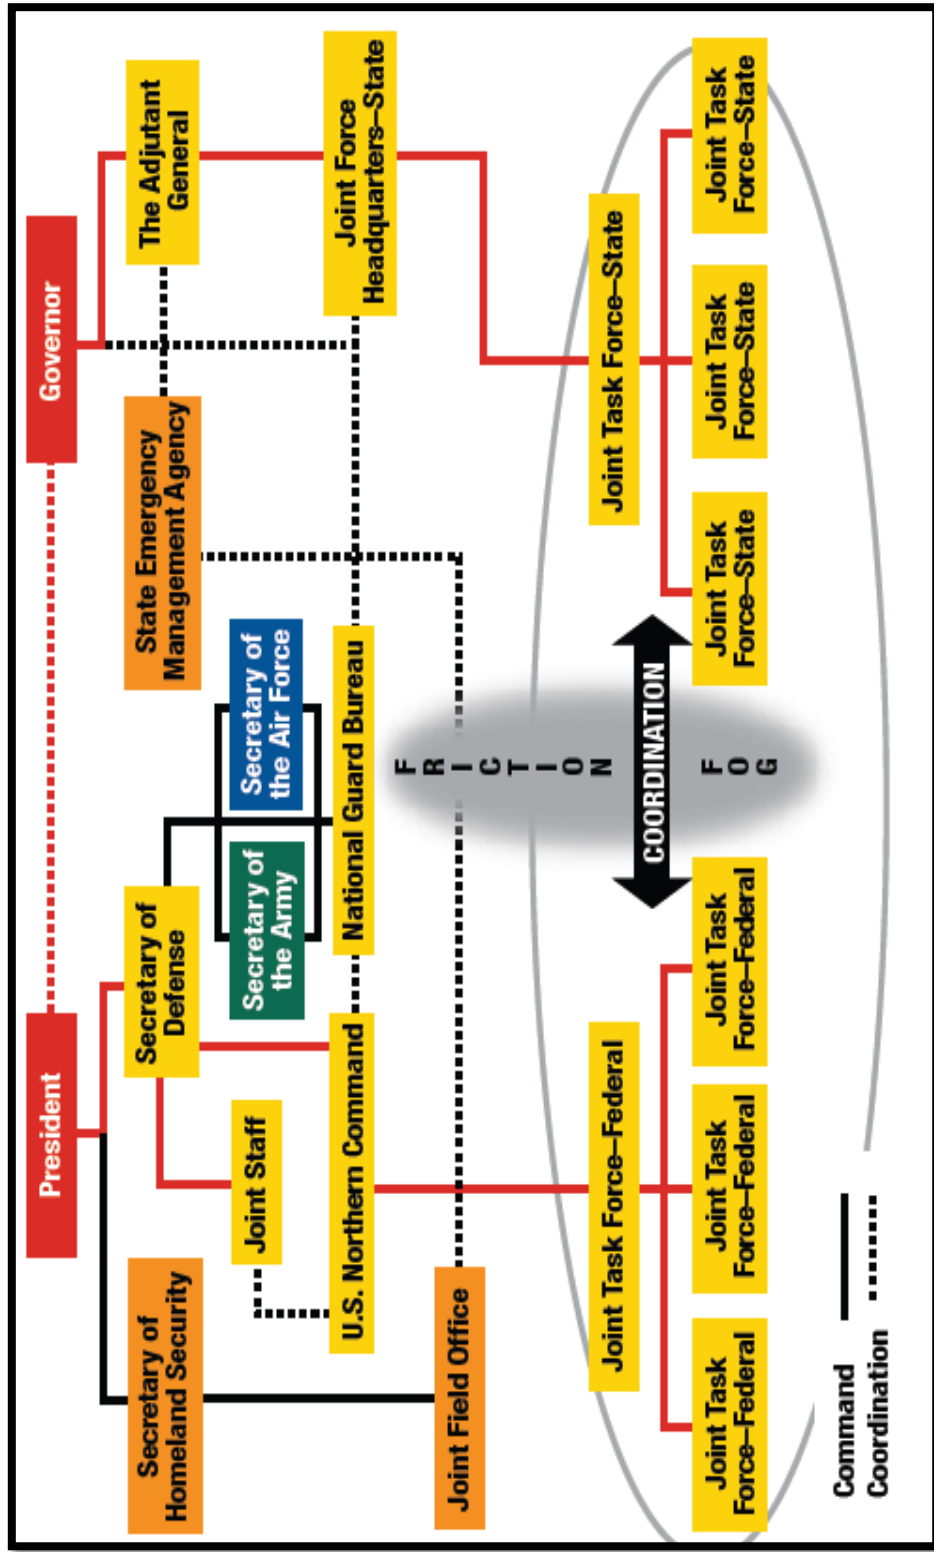 President
Governor
Secretary of
Homeland Security
Secretary of
Defense
State Emergency
Management Agency
The Adjutant
General
Joint Staff
Secretary of
the Army
Secretary of
the Air Force
U.S. Northern Command
National Guard Bureau
Joint Force
Headquarters–State
Joint Field Office
FRICTION
Joint Task Force–Federal
Joint Task Force–State
COORDINATION
Joint Task
Force–Federal
Joint Task
Force–Federal
Joint Task
Force–Federal
FOG
Joint Task
Force–State
Joint Task
Force–State
Joint Task
Force–State
Command
Coordination